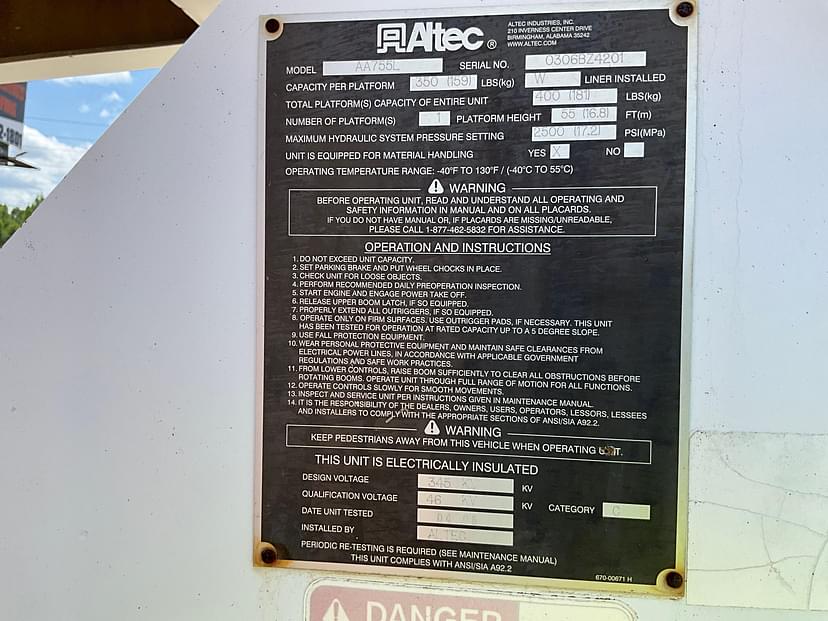 Altec®
ALTEC INDUSTRIES, INC.
210 INVERNESS CENTER DRIVE
BIRMINGHAM, ALABAMA 35242
WWW.ALTEC.COM
MODEL AA755L SERIAL NO. 0306BZ4201
CAPACITY PER PLATFORM 350 (159) LBS(kg) W LINER INSTALLED
TOTAL PLATFORM(S) CAPACITY OF ENTIRE UNIT 400 (181) LBS(kg)
NUMBER OF PLATFORM(S) 1 PLATFORM HEIGHT 55 (16.8) FT(m)
MAXIMUM HYDRAULIC SYSTEM PRESSURE SETTING 2500 (17.2) PSI(MPa)
UNIT IS EQUIPPED FOR MATERIAL HANDLING YES X NO
OPERATING TEMPERATURE RANGE: -40°F TO 130°F / (-40°C TO 55°C)
WARNING
BEFORE OPERATING UNIT, READ AND UNDERSTAND ALL OPERATING AND
SAFETY INFORMATION IN MANUAL AND ON ALL PLACARDS.
IF YOU DO NOT HAVE MANUAL OR, IF PLACARDS ARE MISSING/UNREADABLE,
PLEASE CALL 1-877-462-5832 FOR ASSISTANCE.
OPERATION AND INSTRUCTIONS
1. DO NOT EXCEED UNIT CAPACITY.
2. SET PARKING BRAKE AND PUT WHEEL CHOCKS IN PLACE.
3. CHECK UNIT FOR LOOSE OBJECTS.
4. PERFORM RECOMMENDED DAILY PREOPERATION INSPECTION.
5. START ENGINE AND ENGAGE POWER TAKE OFF.
6. RELEASE UPPER BOOM LATCH, IF SO EQUIPPED.
7. PROPERLY EXTEND ALL OUTRIGGERS, IF SO EQUIPPED.
8. OPERATE ONLY ON FIRM SURFACES. USE OUTRIGGER PADS, IF NECESSARY. THIS UNIT
HAS BEEN TESTED FOR OPERATION AT RATED CAPACITY UP TO A 5 DEGREE SLOPE.
9. USE FALL PROTECTION EQUIPMENT.
10. WEAR PERSONAL PROTECTIVE EQUIPMENT AND MAINTAIN SAFE CLEARANCES FROM
ELECTRICAL POWER LINES, IN ACCORDANCE WITH APPLICABLE GOVERNMENT
REGULATIONS AND SAFE WORK PRACTICES.
11. FROM LOWER CONTROLS, RAISE BOOM SUFFICIENTLY TO CLEAR ALL OBSTRUCTIONS BEFORE
ROTATING BOOMS. OPERATE UNIT THROUGH FULL RANGE OF MOTION FOR ALL FUNCTIONS.
12. OPERATE CONTROLS SLOWLY FOR SMOOTH MOVEMENTS.
13. INSPECT AND SERVICE UNIT PER INSTRUCTIONS GIVEN IN MAINTENANCE MANUAL.
14. IT IS THE RESPONSIBILITY OF THE DEALERS, OWNERS, USERS, OPERATORS, LESSORS, LESSEES
AND INSTALLERS TO COMPLY WITH THE APPROPRIATE SECTIONS OF ANSI/SIA A92.2.
WARNING
KEEP PEDESTRIANS AWAY FROM THIS VEHICLE WHEN OPERATING UNIT.
THIS UNIT IS ELECTRICALLY INSULATED
DESIGN VOLTAGE 345 KV KV
QUALIFICATION VOLTAGE 46 KV KV CATEGORY C
DATE UNIT TESTED 04
INSTALLED BY ALTEC
PERIODIC RE-TESTING IS REQUIRED (SEE MAINTENANCE MANUAL)
THIS UNIT COMPLIES WITH ANSI/SIA A92.2
670-00671 H
DANGER